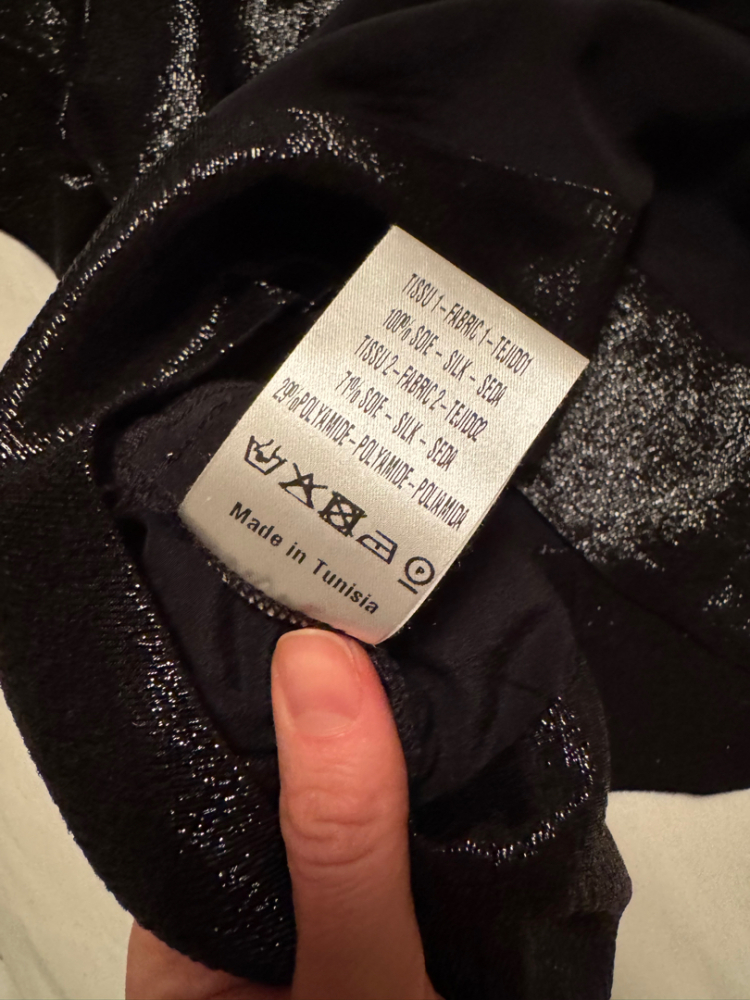 TISSU 1-FABRIC 1-TEJIDO1
100% SOIE - SILK - SEDA
TISSU 2-FABRIC 2-TEJIDO2
71% SOIE - SILK - SEDA
29%POLYAMIDE- POLYAMIDE- POLIAMIDA
P
Made in Tunisia